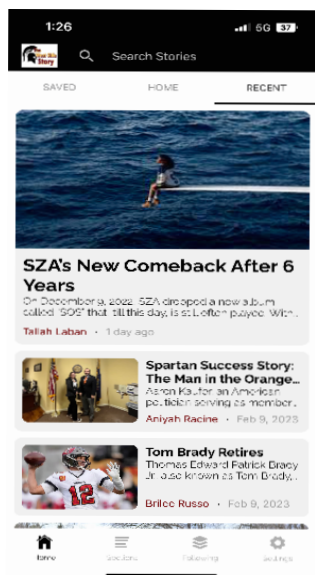 1:26
5G 37
Story
Search Stories
SAVED
HOME
RECENT
SZA's New Comeback After 6
Years
On December 9, 2022, SZA dropped a new album
called "SOS" that, till this day, is still often played. With..
Taliah Laban • 1 day ago
Spartan Success Story:
The Man in the Orange...
Aaron Kaufer an American
politician serving as member..
Aniyah Racine • Feb 9, 2023
Tom Brady Retires
Thomas Edward Patrick Brady
Jr. also known as Tom Brady,..
Brilee Russo • Feb 9, 2023
12
Home
Sections
Following
Settings